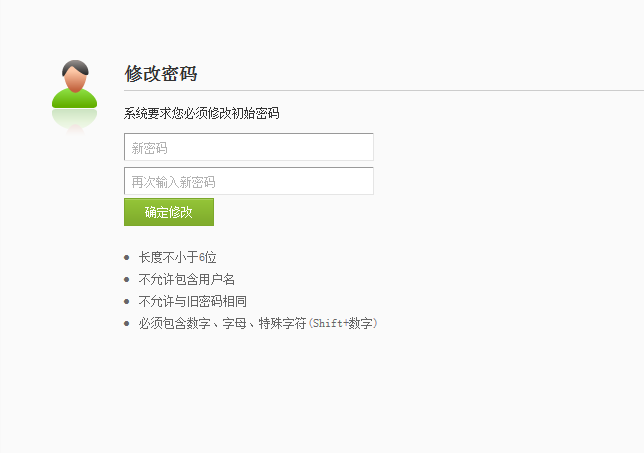 修改密码
系统要求您必须修改初始密码
新密码
再次输入新密码
确定修改
长度不小于6位
不允许包含用户名
不允许与旧密码相同
必须包含数字、字母、特殊字符(Shift+数字)